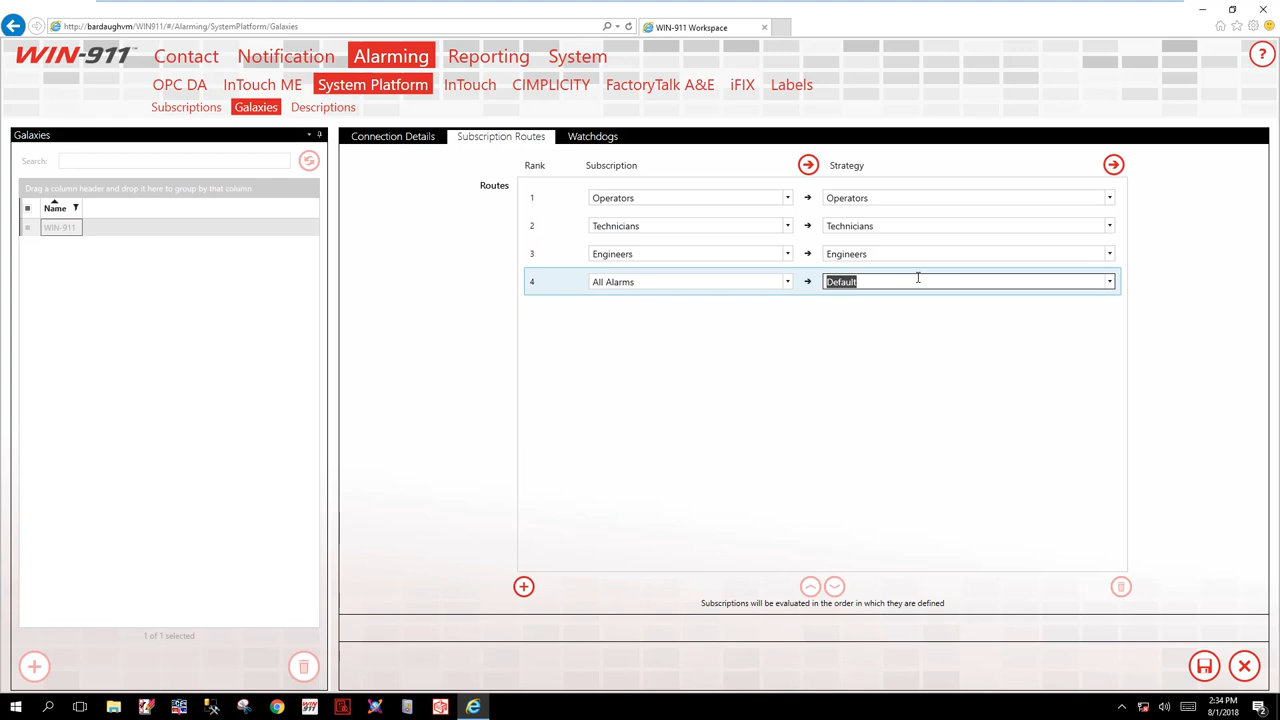 http://bardaughvm/WIN911/#/Alarming/SystemPlatform/Galaxies
WIN-911 Workspace
WIN-911
Contact Notification Alarming Reporting System
OPC DA InTouch ME System Platform InTouch CIMPLICITY FactoryTalk A&E iFIX Labels
Subscriptions Galaxies Descriptions
Galaxies
Search:
Drag a column header and drop it here to group by that column
Name
WIN-911
1 of 1 selected
Connection Details Subscription Routes Watchdogs
Rank Subscription Strategy
Routes
1 Operators Operators
2 Technicians Technicians
3 Engineers Engineers
4 All Alarms Default
Subscriptions will be evaluated in the order in which they are defined
2:34 PM
8/1/2018